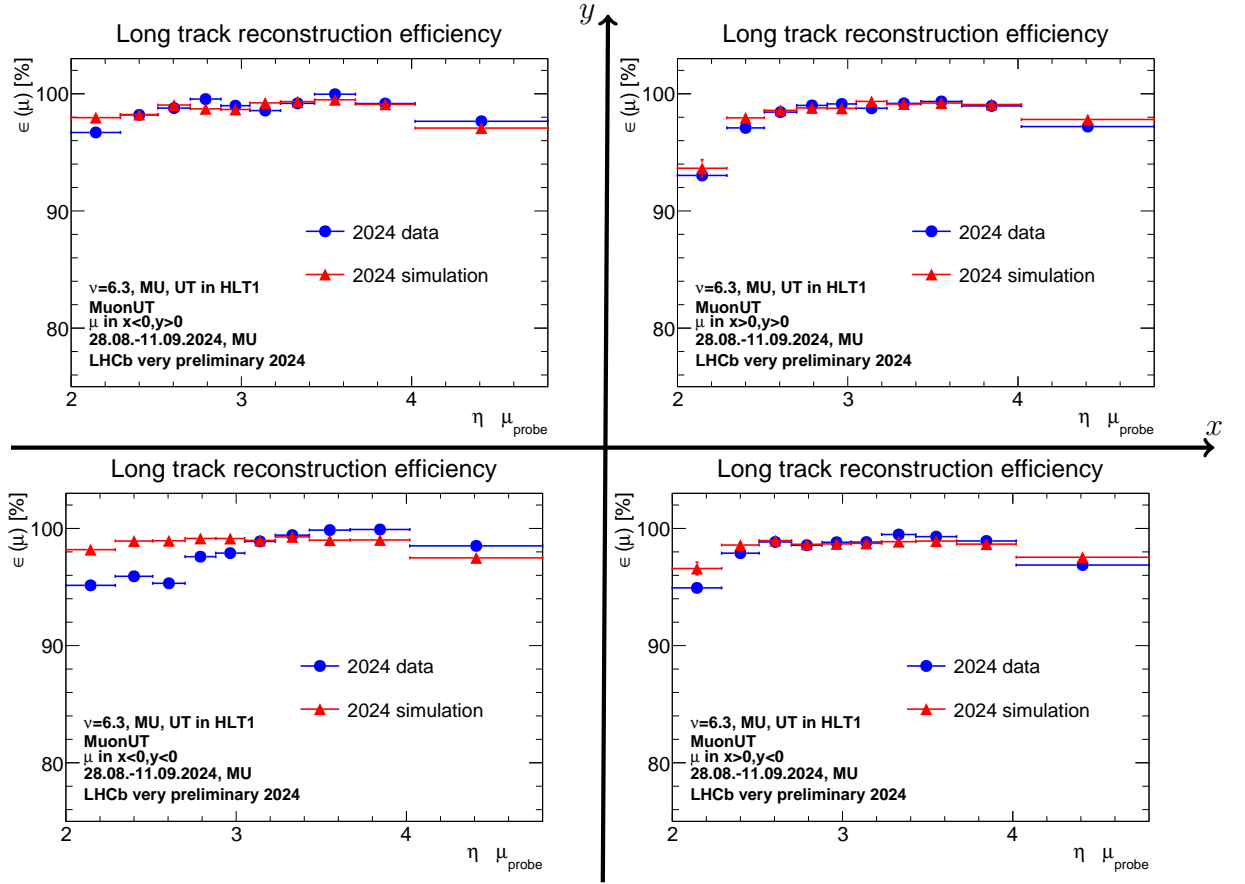 y
Long track reconstruction efficiency
ϵ (μ) [%]
100
90
80
2024 data
2024 simulation
ν=6.3, MU, UT in HLT1
MuonUT
μ in x<0,y>0
28.08.-11.09.2024, MU
LHCb very preliminary 2024
2 3 4
η μprobe
Long track reconstruction efficiency
ϵ (μ) [%]
100
90
80
2024 data
2024 simulation
ν=6.3, MU, UT in HLT1
MuonUT
μ in x>0,y>0
28.08.-11.09.2024, MU
LHCb very preliminary 2024
2 3 4
η μprobe
x
Long track reconstruction efficiency
ϵ (μ) [%]
100
90
80
2024 data
2024 simulation
ν=6.3, MU, UT in HLT1
MuonUT
μ in x<0,y<0
28.08.-11.09.2024, MU
LHCb very preliminary 2024
2 3 4
η μprobe
Long track reconstruction efficiency
ϵ (μ) [%]
100
90
80
2024 data
2024 simulation
ν=6.3, MU, UT in HLT1
MuonUT
μ in x>0,y<0
28.08.-11.09.2024, MU
LHCb very preliminary 2024
2 3 4
η μprobe